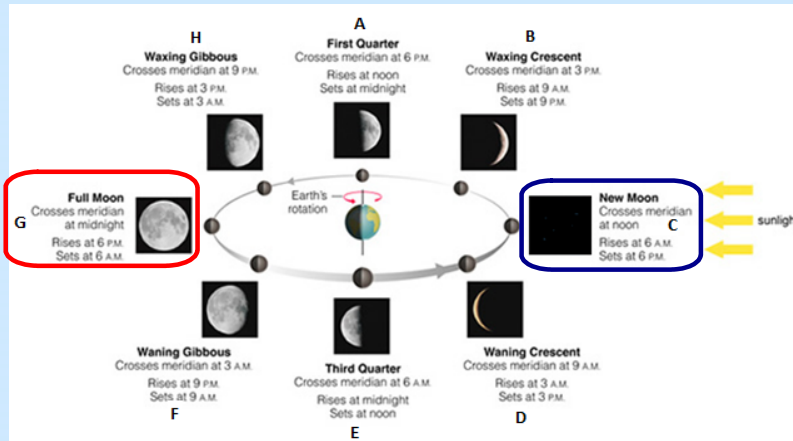 H
Waxing Gibbous
Crosses meridian at 9 P.M.
Rises at 3 P.M.
Sets at 3 A.M.
A
First Quarter
Crosses meridian at 6 P.M.
Rises at noon
Sets at midnight
B
Waxing Crescent
Crosses meridian at 3 P.M.
Rises at 9 A.M.
Sets at 9 P.M.
G
Full Moon
Crosses meridian
at midnight
Rises at 6 P.M.
Sets at 6 A.M.
Earth's
rotation
New Moon
Crosses meridian
at noon
Rises at 6 A.M.
Sets at 6 P.M.
C
sunligh
Waning Gibbous
Crosses meridian at 3 A.M.
Rises at 9 P.M.
Sets at 9 A.M.
F
Third Quarter
Crosses meridian at 6 A.M.
Rises at midnight
Sets at noon
E
Waning Crescent
Crosses meridian at 9 A.M.
Rises at 3 A.M.
Sets at 3 P.M.
D